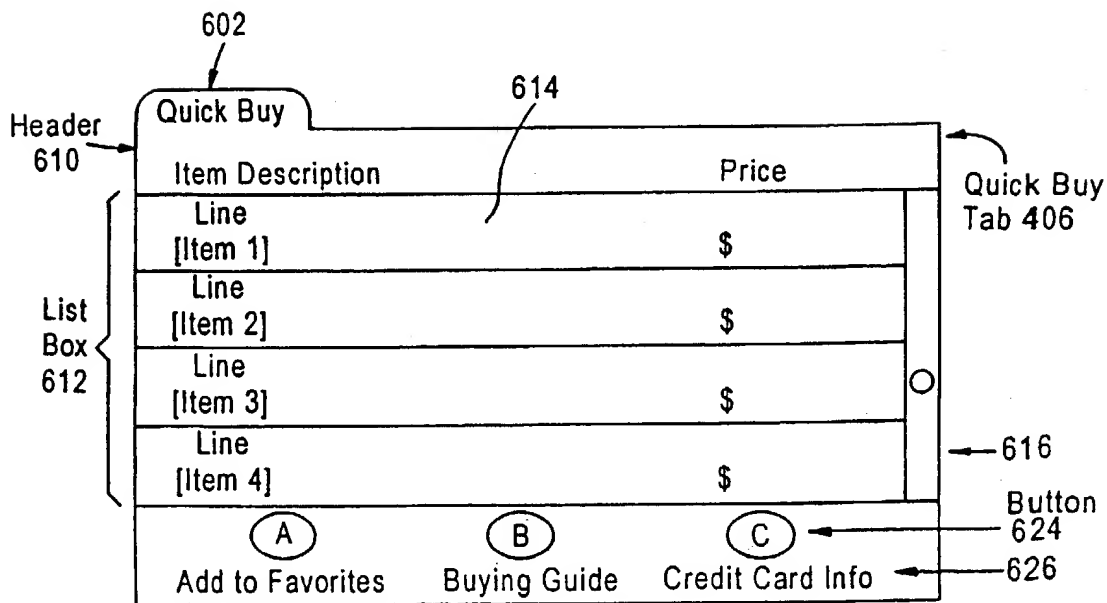 602
Quick Buy
614
Header
610
Item Description Price
Quick Buy
Tab 406
Line
[Item 1] $
Line
[Item 2] $
List
Box
612
Line
[Item 3] $
Line
[Item 4] $
616
A B C
Button
624
Add to Favorites Buying Guide Credit Card Info
626